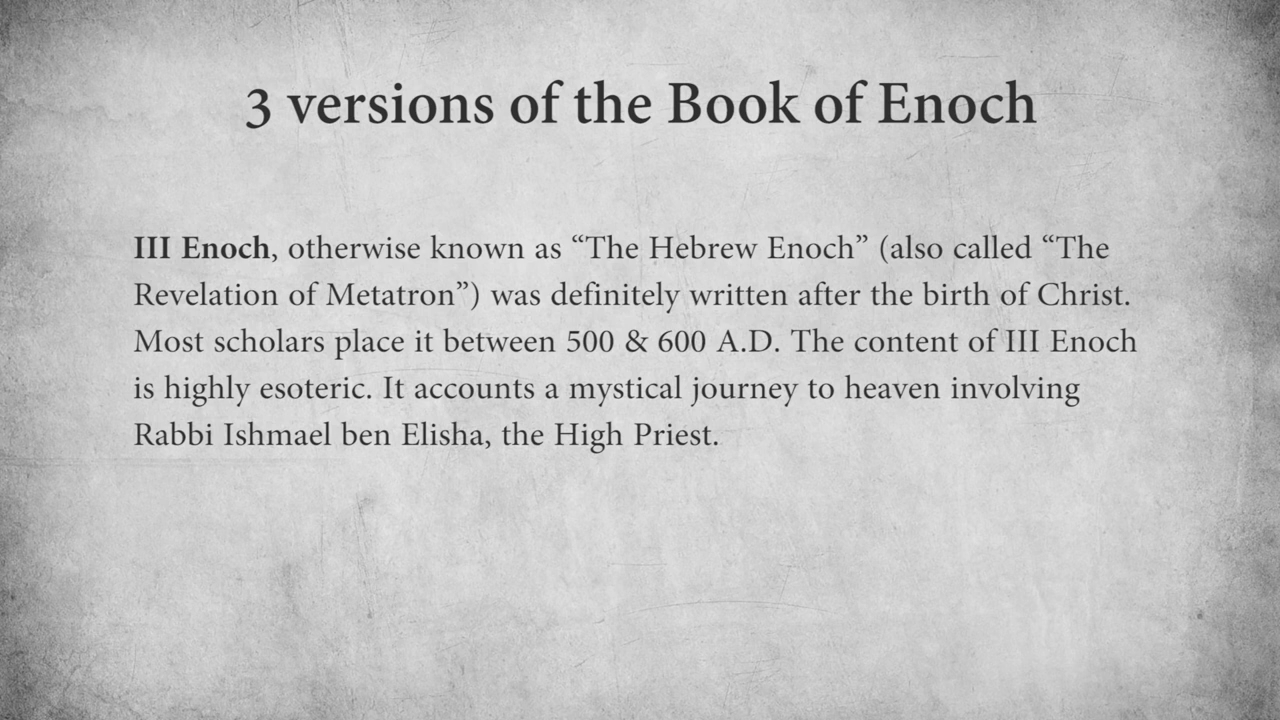 3 versions of the Book of Enoch
III Enoch, otherwise known as “The Hebrew Enoch” (also called “The
Revelation of Metatron”) was definitely written after the birth of Christ.
Most scholars place it between 500 & 600 A.D. The content of III Enoch
is highly esoteric. It accounts a mystical journey to heaven involving
Rabbi Ishmael ben Elisha, the High Priest.